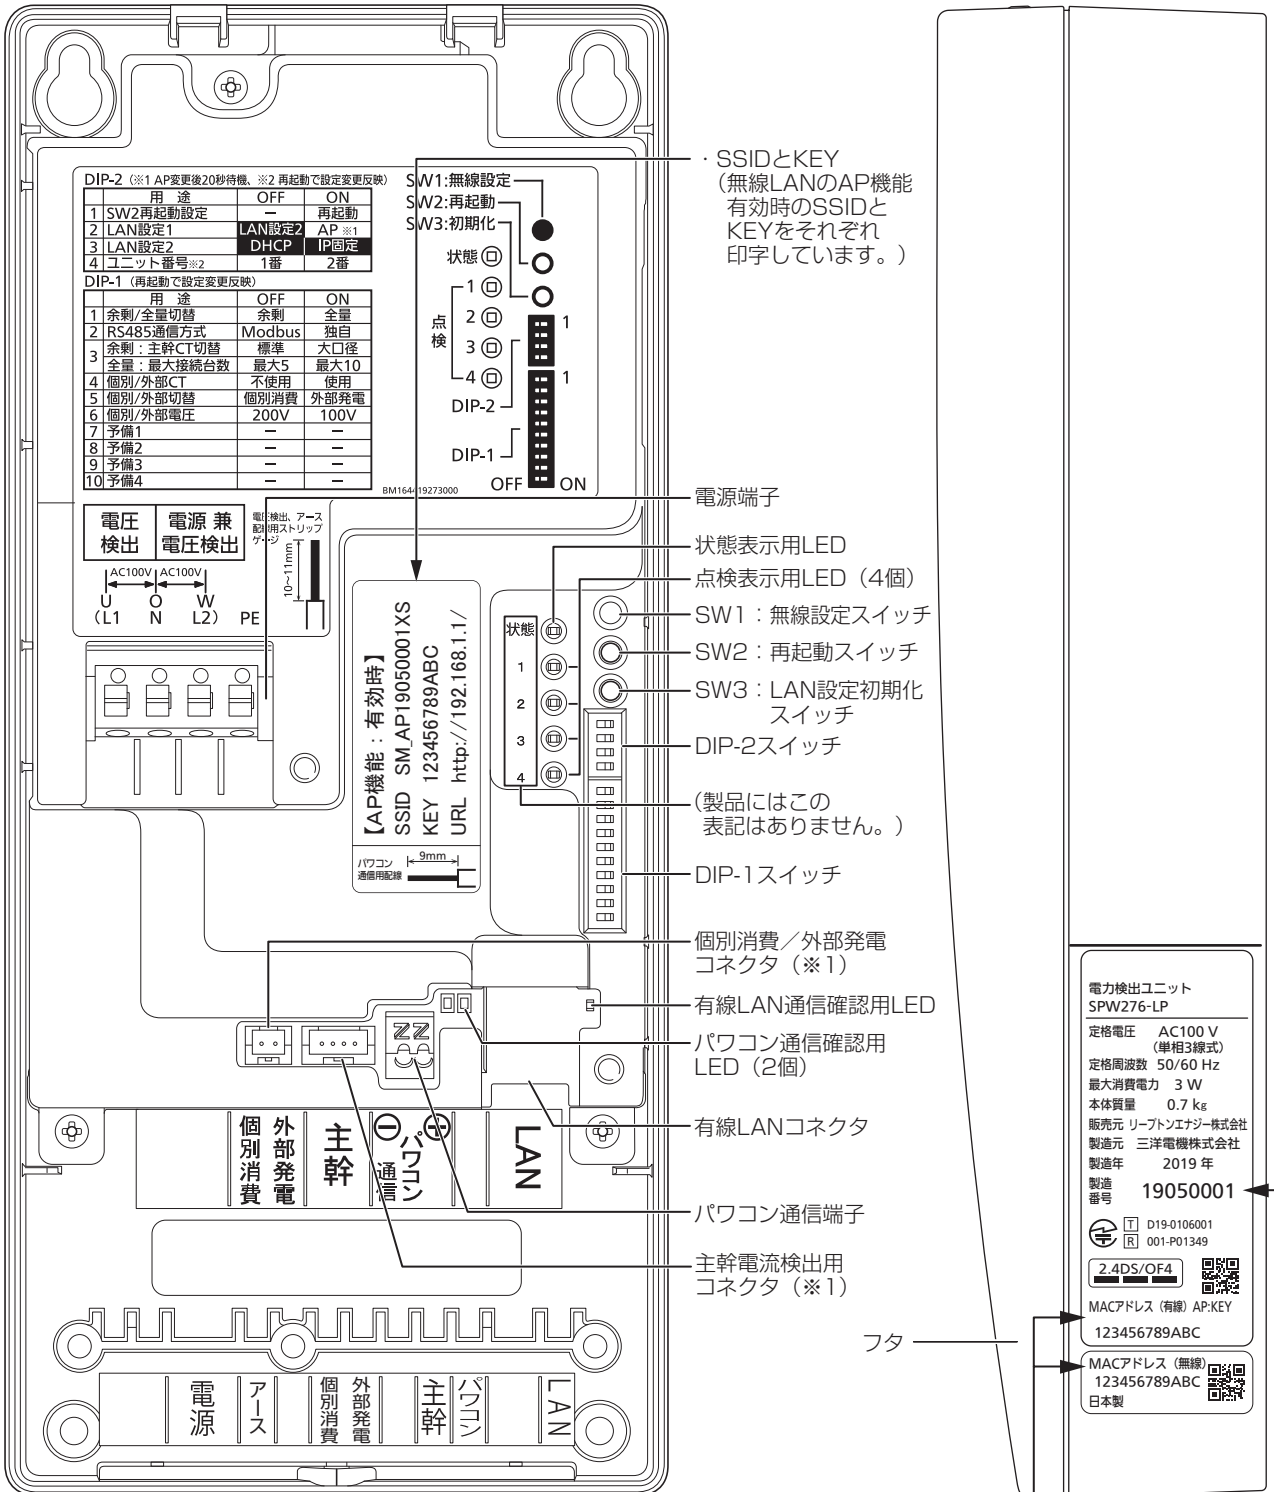 DIP-2（※1 AP変更後20秒待機、※2 再起動で設定変更反映）
用 途 OFF ON
1 SW2再起動設定 － 再起動
2 LAN設定1 LAN設定2 AP ※1
3 LAN設定2 DHCP IP固定
4 ユニット番号※2 1番 2番
DIP-1（再起動で設定変更反映）
用 途 OFF ON
1 余剰/全量切替 余剰 全量
2 RS485通信方式 Modbus 独自
3 余剰：主幹CT切替 標準 大口径
全量：最大接続台数 最大5 最大10
4 個別/外部CT 不使用 使用
5 個別/外部切替 個別消費 外部発電
6 個別/外部電圧 200V 100V
7 予備1 － －
8 予備2 － －
9 予備3 － －
10 予備4 － －
SW1:無線設定
SW2:再起動
SW3:初期化
状態
点検
1
2
3
4
1
1
DIP-2
DIP-1
OFF ON
BM164419273000
電圧
検出
電源 兼
電圧検出
電圧検出、アース
配線用ストリップ
ゲージ
10～11mm
AC100V AC100V
U O W
(L1 N L2) PE
【AP機能：有効時】
SSID SM_AP19050001XS
KEY 123456789ABC
URL http://192.168.1.1/
パワコン
通信用配線
9mm
状態
1
2
3
4
・SSIDとKEY
（無線LANのAP機能
有効時のSSIDと
KEYをそれぞれ
印字しています。）
電源端子
状態表示用LED
点検表示用LED（4個）
SW1：無線設定スイッチ
SW2：再起動スイッチ
SW3：LAN設定初期化
スイッチ
DIP-2スイッチ
（製品にはこの
表記はありません。）
DIP-1スイッチ
個別消費／外部発電
コネクタ（※1）
有線LAN通信確認用LED
パワコン通信確認用
LED（2個）
有線LANコネクタ
パワコン通信端子
主幹電流検出用
コネクタ（※1）
外部発電
個別消費
主幹
⊖ ⊕
パワコン
通信
LAN
電源
アース
外部発電
個別消費
主幹
パワコン
LAN
フタ
電力検出ユニット
SPW276-LP
定格電圧 AC100 V
(単相3線式)
定格周波数 50/60 Hz
最大消費電力 3 W
本体質量 0.7 kg
販売元 リープトンエナジー株式会社
製造元 三洋電機株式会社
製造年 2019 年
製造
番号 19050001
T D19-0106001
R 001-P01349
2.4DS/OF4
MACアドレス（有線）AP:KEY
123456789ABC
MACアドレス（無線）
123456789ABC
日本製